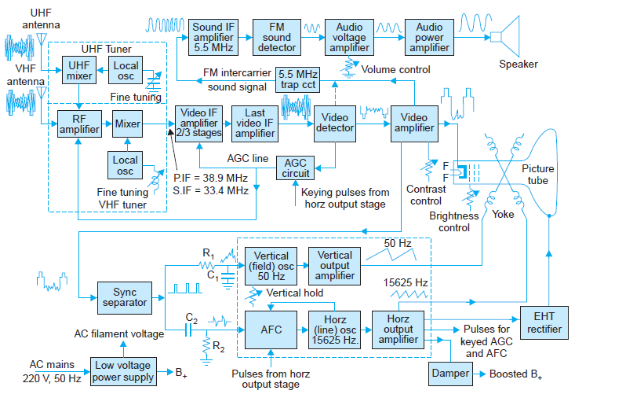 UHF
antenna
VHF
antenna
UHF Tuner
UHF
mixer
Local
osc
Fine tuning
RF
amplifier
Mixer
Local
osc
Fine tuning
VHF tuner
Sound IF
amplifier
5.5 MHz
FM
sound
detector
Audio
voltage
amplifier
Audio
power
amplifier
Speaker
Volume control
FM intercarrier
sound signal
5.5 MHz
trap cct
Video IF
amplifier
2/3 stages
Last
video IF
amplifier
Video
detector
Video
amplifier
AGC line
AGC
circuit
P.IF = 38.9 MHz
S.IF = 33.4 MHz
Keying pulses from
horz output stage
Contrast
control
F
F
Brightness
control
Yoke
Picture
tube
Sync
separator
R1
C1
C2
R2
Vertical
(field) osc
50 Hz
Vertical
output
amplifier
50 Hz
Vertical hold
15625 Hz
AFC
Horz
(line) osc
15625 Hz.
Horz
output
amplifier
EHT
rectifier
Pulses for
keyed AGC
and AFC
Damper
Boosted B+
Pulses from horz
output stage
AC filament voltage
AC mains
220 V, 50 Hz
Low voltage
power supply
B+